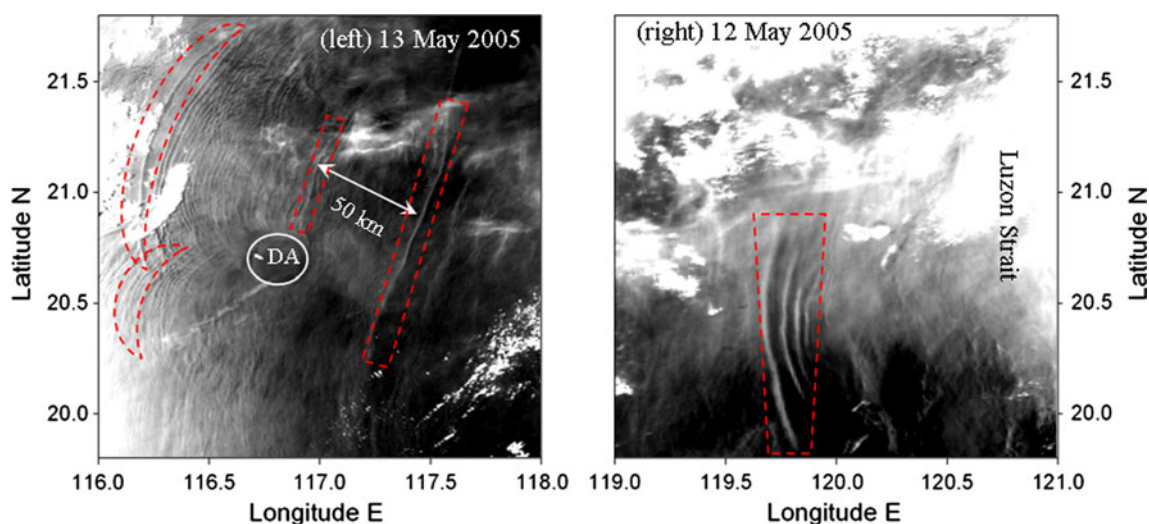 (left) 13 May 2005
21.5
21.0
20.5
20.0
Latitude N
50 km
DA
116.0 116.5 117.0 117.5 118.0
Longitude E
(right) 12 May 2005
Luzon Strait
21.5
21.0
20.5
20.0
Latitude N
119.0 119.5 120.0 120.5 121.0
Longitude E